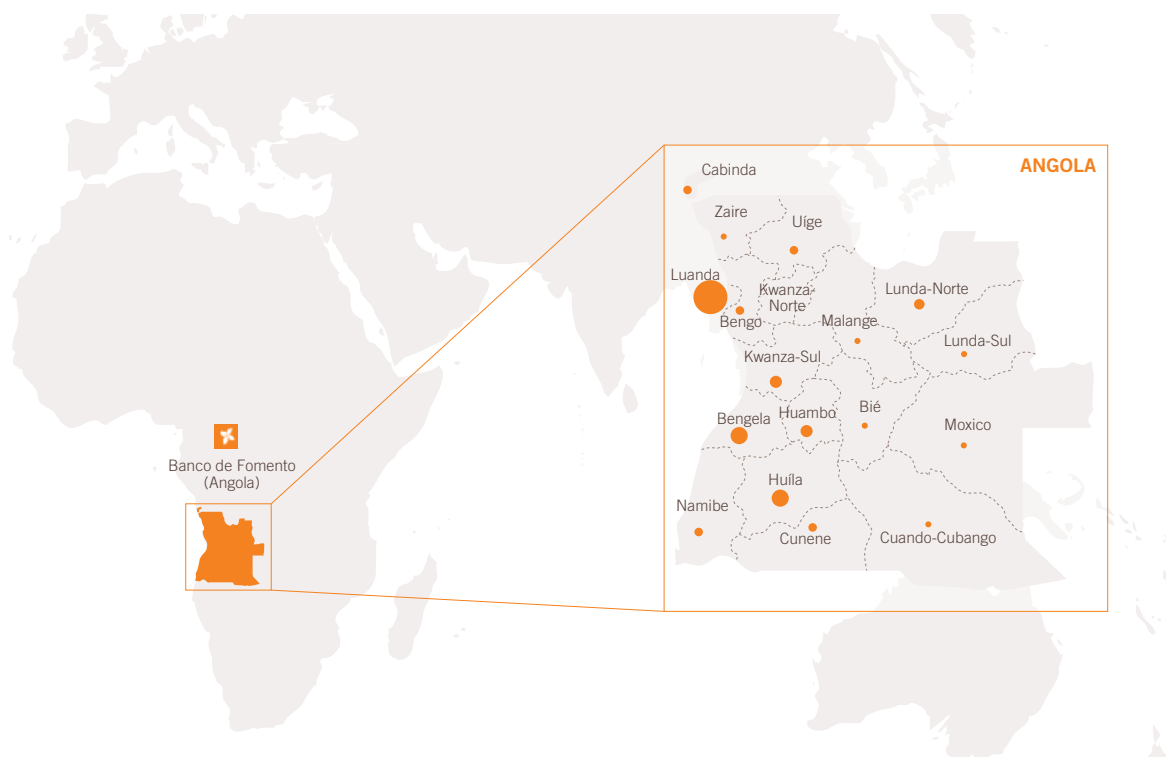 ANGOLA
Cabinda
Zaire
Uíge
Luanda
Kwanza-
Norte
Lunda-Norte
Bengo
Malange
Lunda-Sul
Kwanza-Sul
Bengela
Huambo
Bié
Moxico
Banco de Fomento
(Angola)
Huíla
Namibe
Cunene
Cuando-Cubango